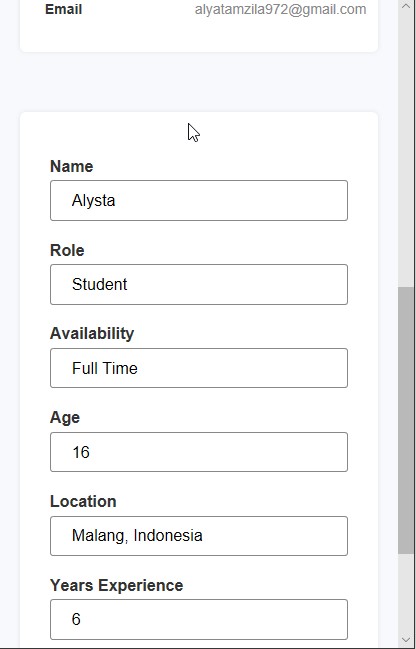 Email alyatamzila972@gmail.com
Name
Alysta
Role
Student
Availability
Full Time
Age
16
Location
Malang, Indonesia
Years Experience
6